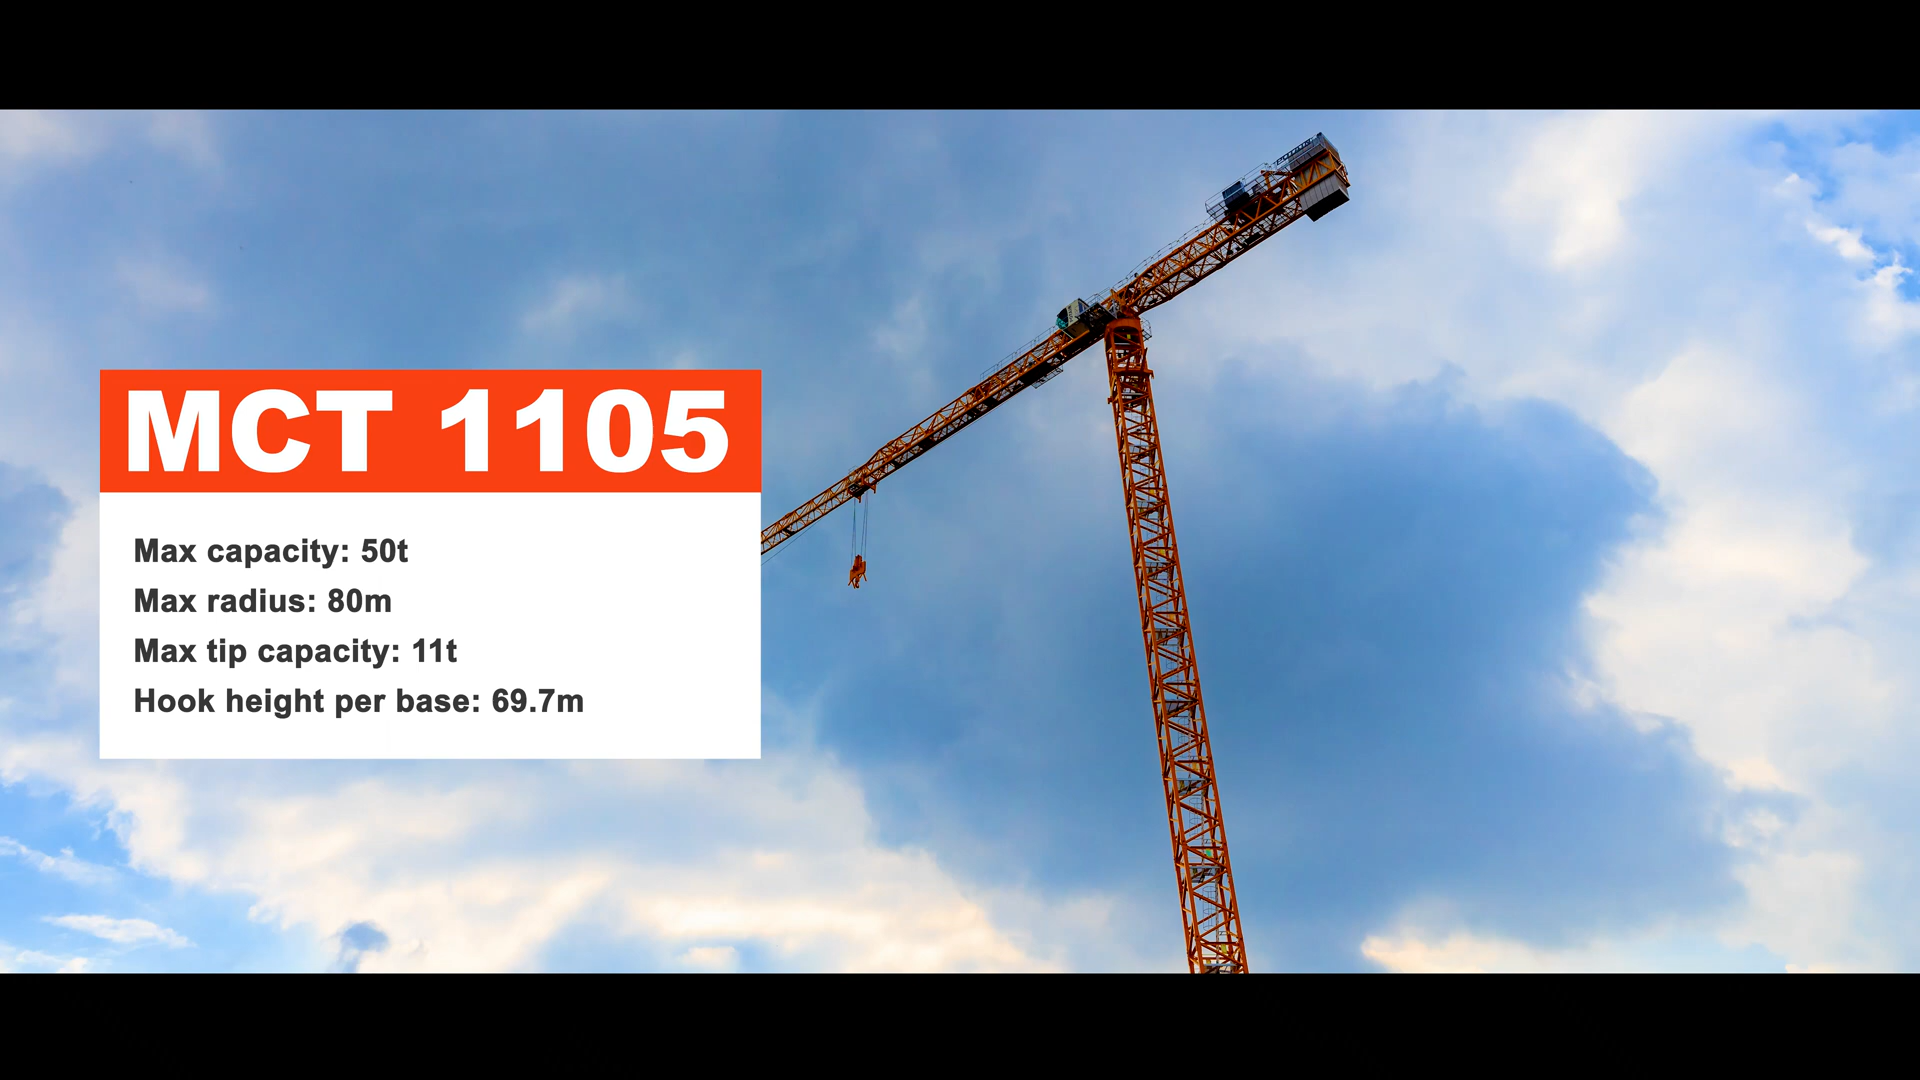 MCT 1105
Max capacity: 50t
Max radius: 80m
Max tip capacity: 11t
Hook height per base: 69.7m